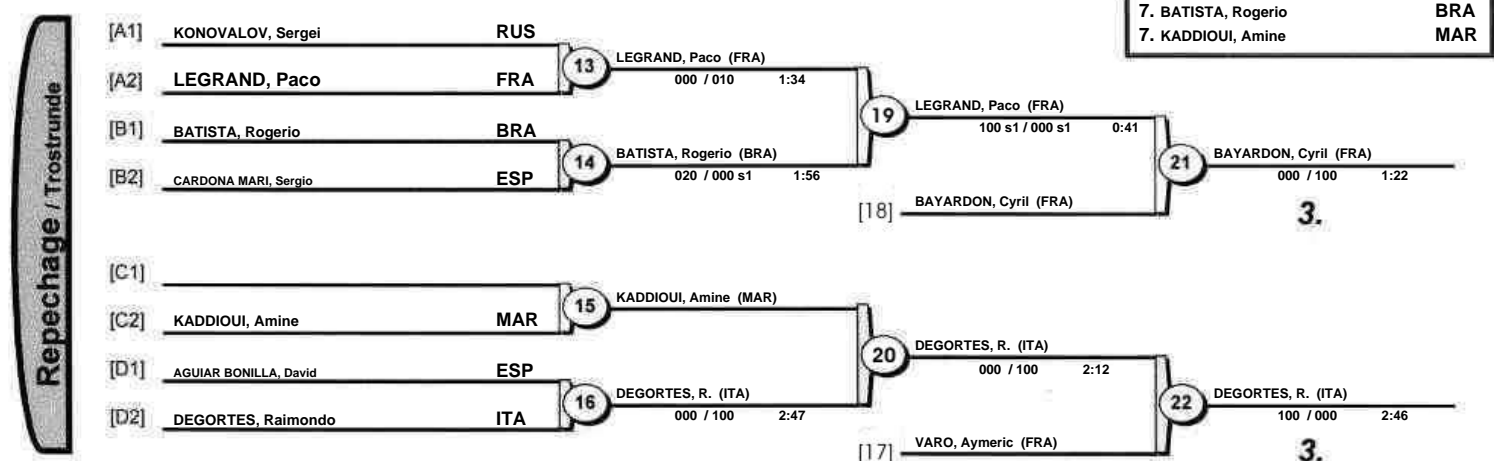 7. BATISTA, Rogerio BRA
7. KADDIOUI, Amine MAR
Repechage / Trostrunde
[A1] KONOVALOV, Sergei RUS
13 LEGRAND, Paco (FRA)
000 / 010 1:34
[A2] LEGRAND, Paco FRA
19 LEGRAND, Paco (FRA)
100 s1 / 000 s1 0:41
[B1] BATISTA, Rogerio BRA
14 BATISTA, Rogerio (BRA)
020 / 000 s1 1:56
[B2] CARDONA MARI, Sergio ESP
21 BAYARDON, Cyril (FRA)
000 / 100 1:22
[18] BAYARDON, Cyril (FRA)
3.
[C1]
15 KADDIOUI, Amine (MAR)
[C2] KADDIOUI, Amine MAR
20 DEGORTES, R. (ITA)
000 / 100 2:12
[D1] AGUIAR BONILLA, David ESP
16 DEGORTES, R. (ITA)
000 / 100 2:47
[D2] DEGORTES, Raimondo ITA
22 DEGORTES, R. (ITA)
100 / 000 2:46
[17] VARO, Aymeric (FRA)
3.